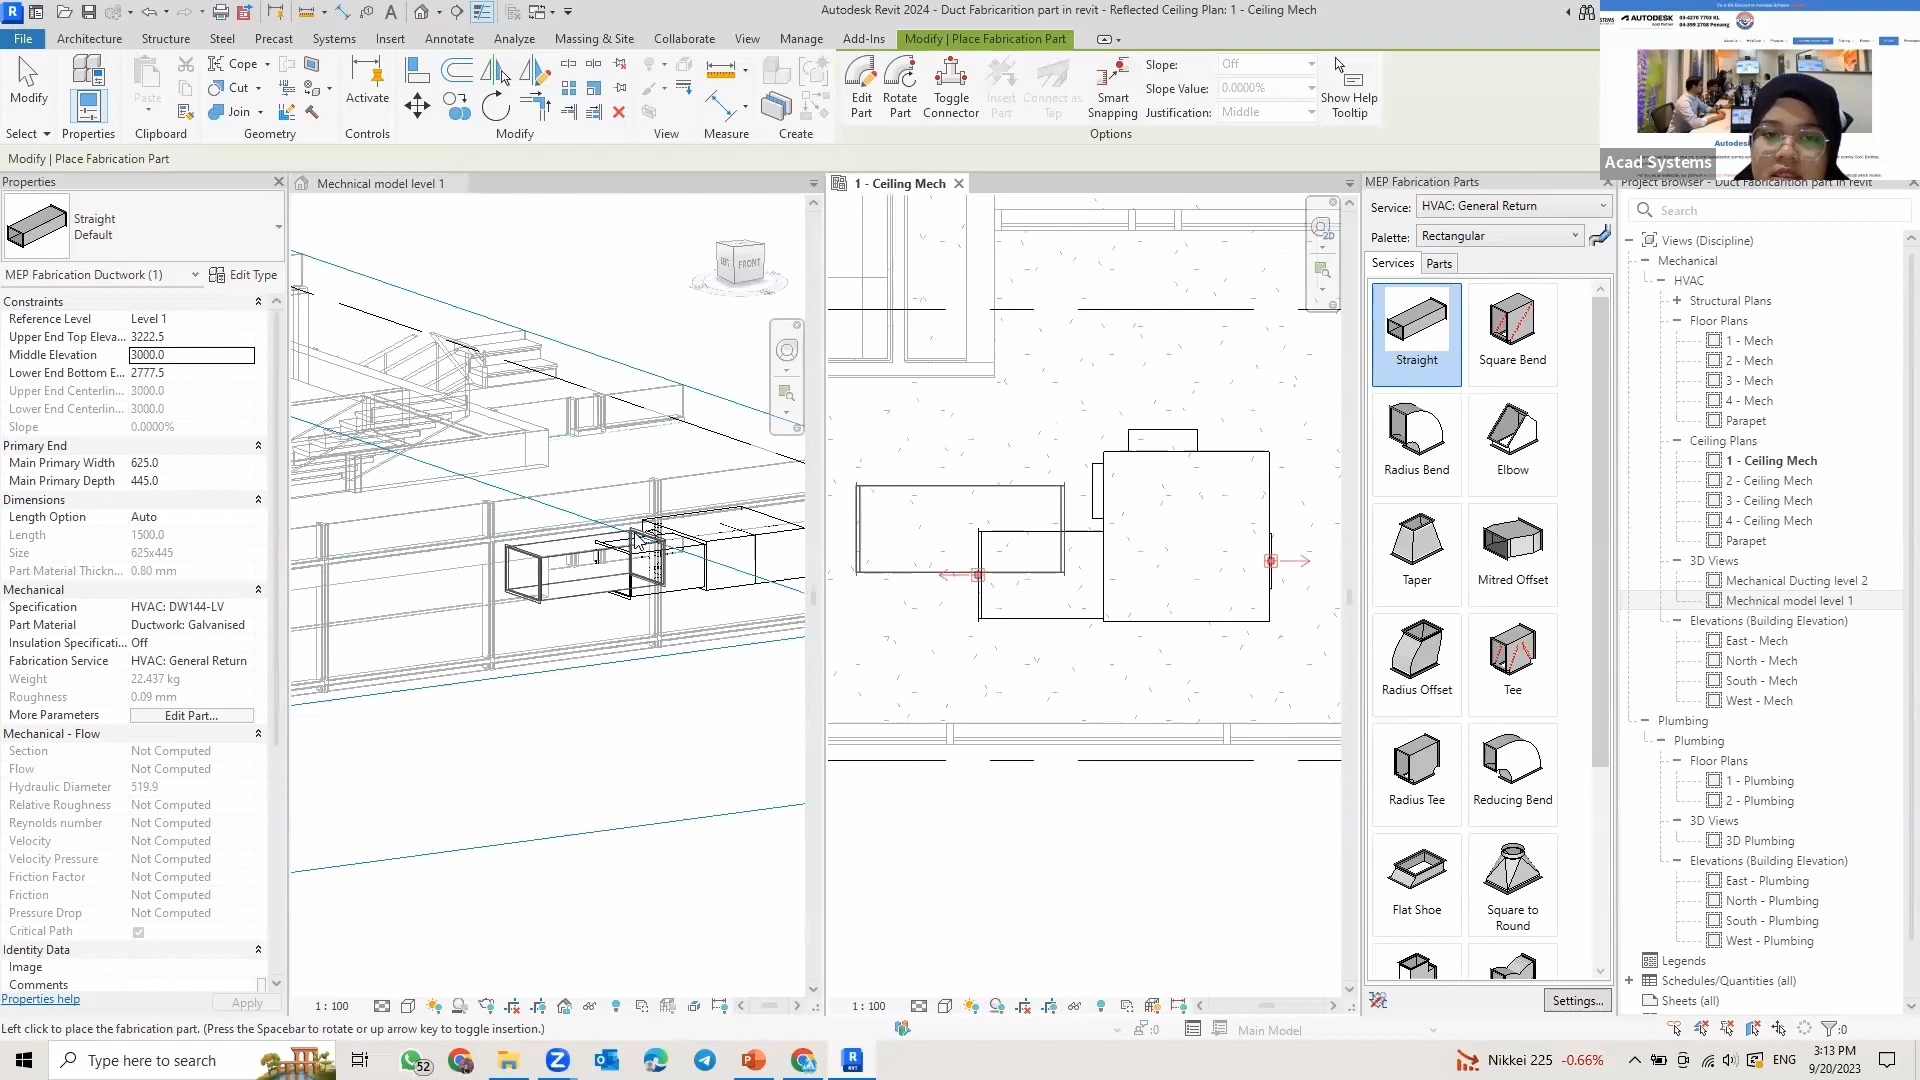 Autodesk Revit 2024 - Duct Fabricarition part in revit - Reflected Ceiling Plan: 1 - Ceiling Mech
File Architecture Structure Steel Precast Systems Insert Annotate Analyze Massing & Site Collaborate View Manage Add-Ins Modify | Place Fabrication Part
Modify
Paste
Cope
Cut
Join
Activate
Edit Part
Rotate Part
Toggle Connector
Insert Part
Connect as Tap
Smart Snapping
Slope: Off
Slope Value: 0.0000%
Justification: Middle
Show Help Tooltip
Select Properties Clipboard Geometry Controls Modify View Measure Create Options
AUTODESK
Acad Systems
Modify | Place Fabrication Part
Properties
Straight
Default
MEP Fabrication Ductwork (1) Edit Type
Constraints
Reference Level Level 1
Upper End Top Eleva... 3222.5
Middle Elevation 3000.0
Lower End Bottom E... 2777.5
Upper End Centerlin... 3000.0
Lower End Centerlin... 3000.0
Slope 0.0000%
Primary End
Main Primary Width 625.0
Main Primary Depth 445.0
Dimensions
Length Option Auto
Length 1500.0
Size 625x445
Part Material Thickn... 0.80 mm
Mechanical
Specification HVAC: DW144-LV
Part Material Ductwork: Galvanised
Insulation Specificati... Off
Fabrication Service HVAC: General Return
Weight 22.437 kg
Roughness 0.09 mm
More Parameters Edit Part...
Mechanical - Flow
Section Not Computed
Flow Not Computed
Hydraulic Diameter 519.9
Relative Roughness Not Computed
Reynolds number Not Computed
Velocity Not Computed
Velocity Pressure Not Computed
Friction Factor Not Computed
Friction Not Computed
Pressure Drop Not Computed
Critical Path
Identity Data
Image
Comments
Properties help Apply
Mechnical model level 1
FRONT
1 : 100
1 - Ceiling Mech
2D
1 : 100
MEP Fabrication Parts
Service: HVAC: General Return
Palette: Rectangular
Services Parts
Straight Square Bend
Radius Bend Elbow
Taper Mitred Offset
Radius Offset Tee
Radius Tee Reducing Bend
Flat Shoe Square to Round
Settings...
Project Browser - Duct Fabricarition part in revit
Search
Views (Discipline)
Mechanical
HVAC
Structural Plans
Floor Plans
1 - Mech
2 - Mech
3 - Mech
4 - Mech
Parapet
Ceiling Plans
1 - Ceiling Mech
2 - Ceiling Mech
3 - Ceiling Mech
4 - Ceiling Mech
Parapet
3D Views
Mechanical Ducting level 2
Mechnical model level 1
Elevations (Building Elevation)
East - Mech
North - Mech
South - Mech
West - Mech
Plumbing
Plumbing
Floor Plans
1 - Plumbing
2 - Plumbing
3D Views
3D Plumbing
Elevations (Building Elevation)
East - Plumbing
North - Plumbing
South - Plumbing
West - Plumbing
Legends
Schedules/Quantities (all)
Sheets (all)
Left click to place the fabrication part. (Press the Spacebar to rotate or up arrow key to toggle insertion.)
:0 Main Model :0
Type here to search
52
Nikkei 225 -0.66% ENG
3:13 PM
9/20/2023